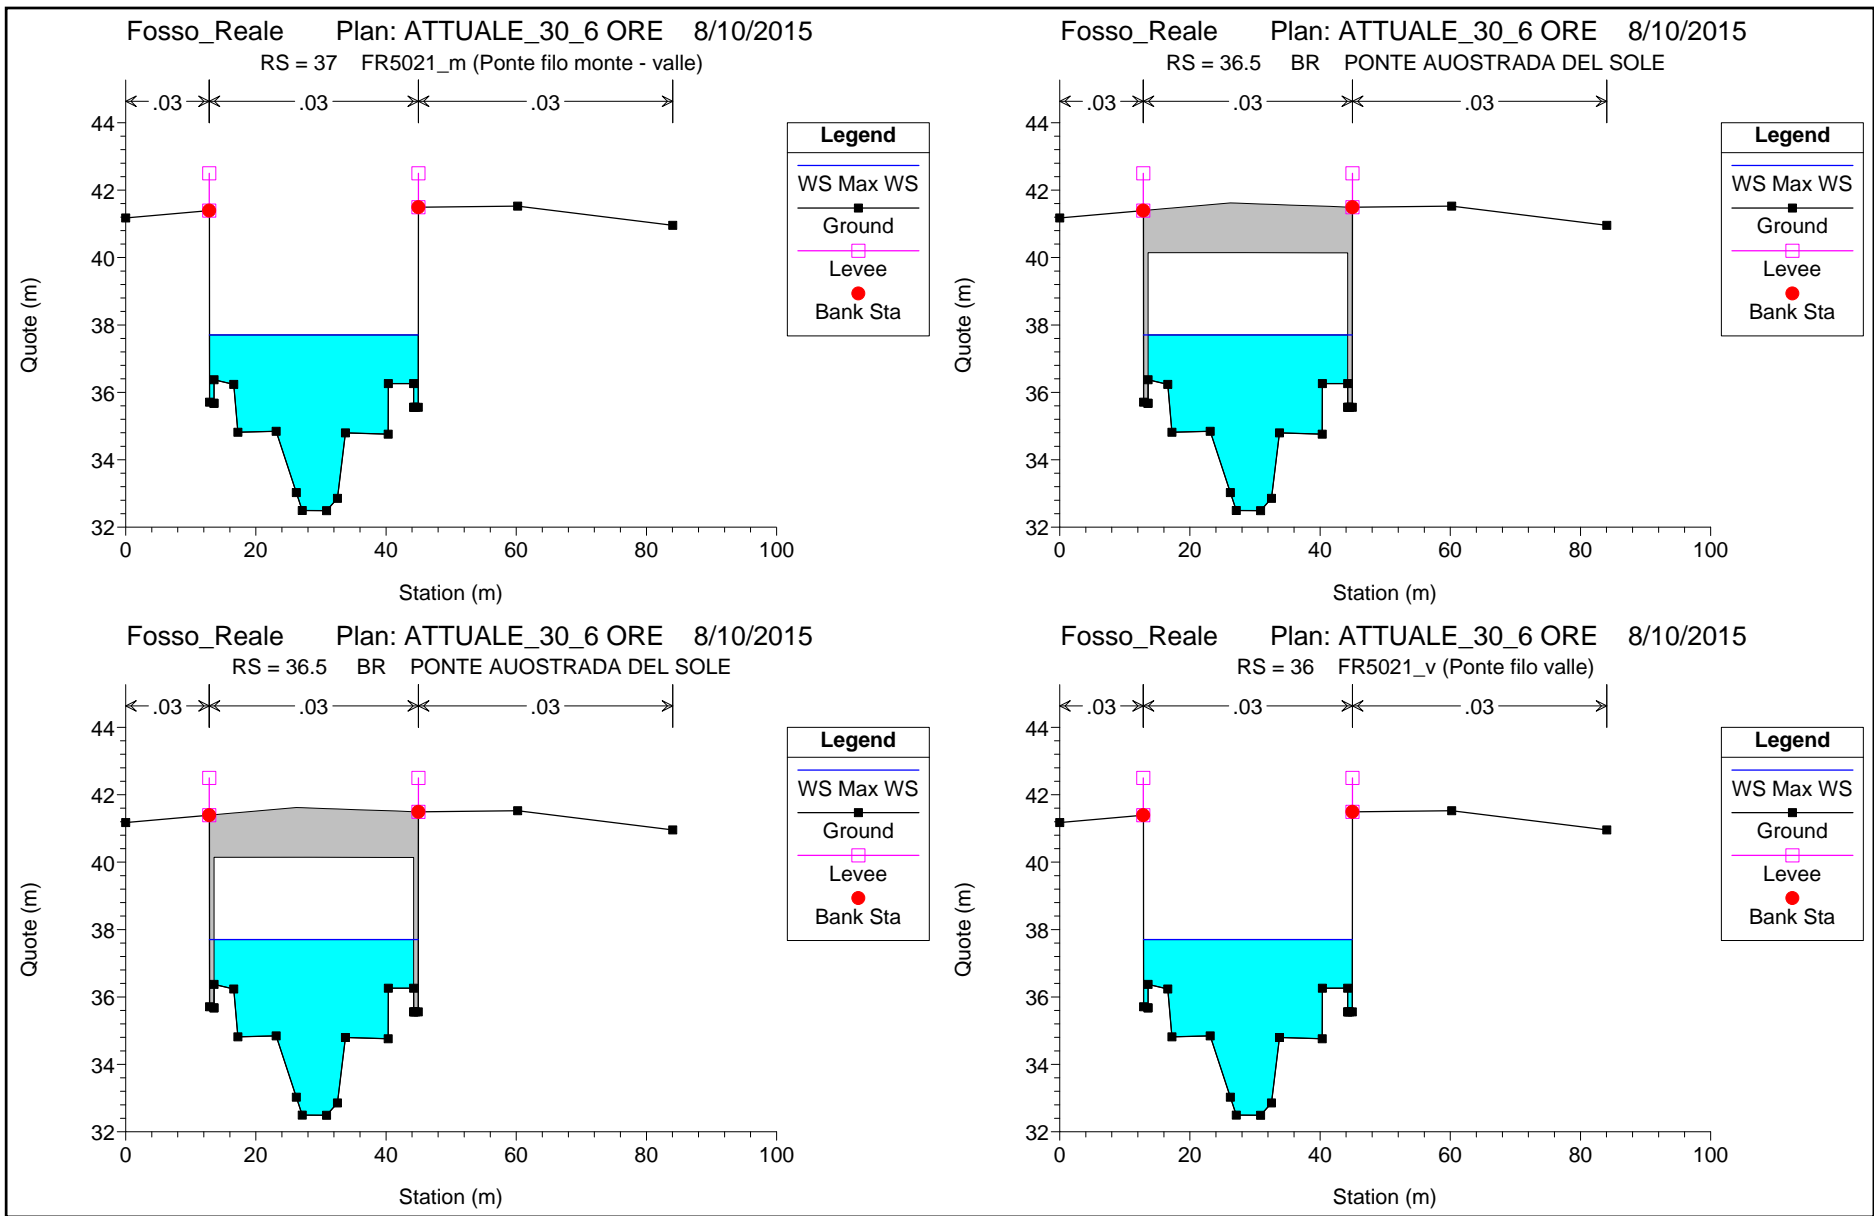 Fosso_Reale Plan: ATTUALE_30_6 ORE 8/10/2015
RS = 37 FR5021_m (Ponte filo monte - valle)
.03 .03 .03
44
42
40
38
36
34
32
0 20 40 60 80 100
Station (m)
Quote (m)
Legend
WS Max WS
Ground
Levee
Bank Sta
Fosso_Reale Plan: ATTUALE_30_6 ORE 8/10/2015
RS = 36.5 BR PONTE AUOSTRADA DEL SOLE
.03 .03 .03
44
42
40
38
36
34
32
0 20 40 60 80 100
Station (m)
Quote (m)
Legend
WS Max WS
Ground
Levee
Bank Sta
Fosso_Reale Plan: ATTUALE_30_6 ORE 8/10/2015
RS = 36.5 BR PONTE AUOSTRADA DEL SOLE
.03 .03 .03
44
42
40
38
36
34
32
0 20 40 60 80 100
Station (m)
Quote (m)
Legend
WS Max WS
Ground
Levee
Bank Sta
Fosso_Reale Plan: ATTUALE_30_6 ORE 8/10/2015
RS = 36 FR5021_v (Ponte filo valle)
.03 .03 .03
44
42
40
38
36
34
32
0 20 40 60 80 100
Station (m)
Quote (m)
Legend
WS Max WS
Ground
Levee
Bank Sta